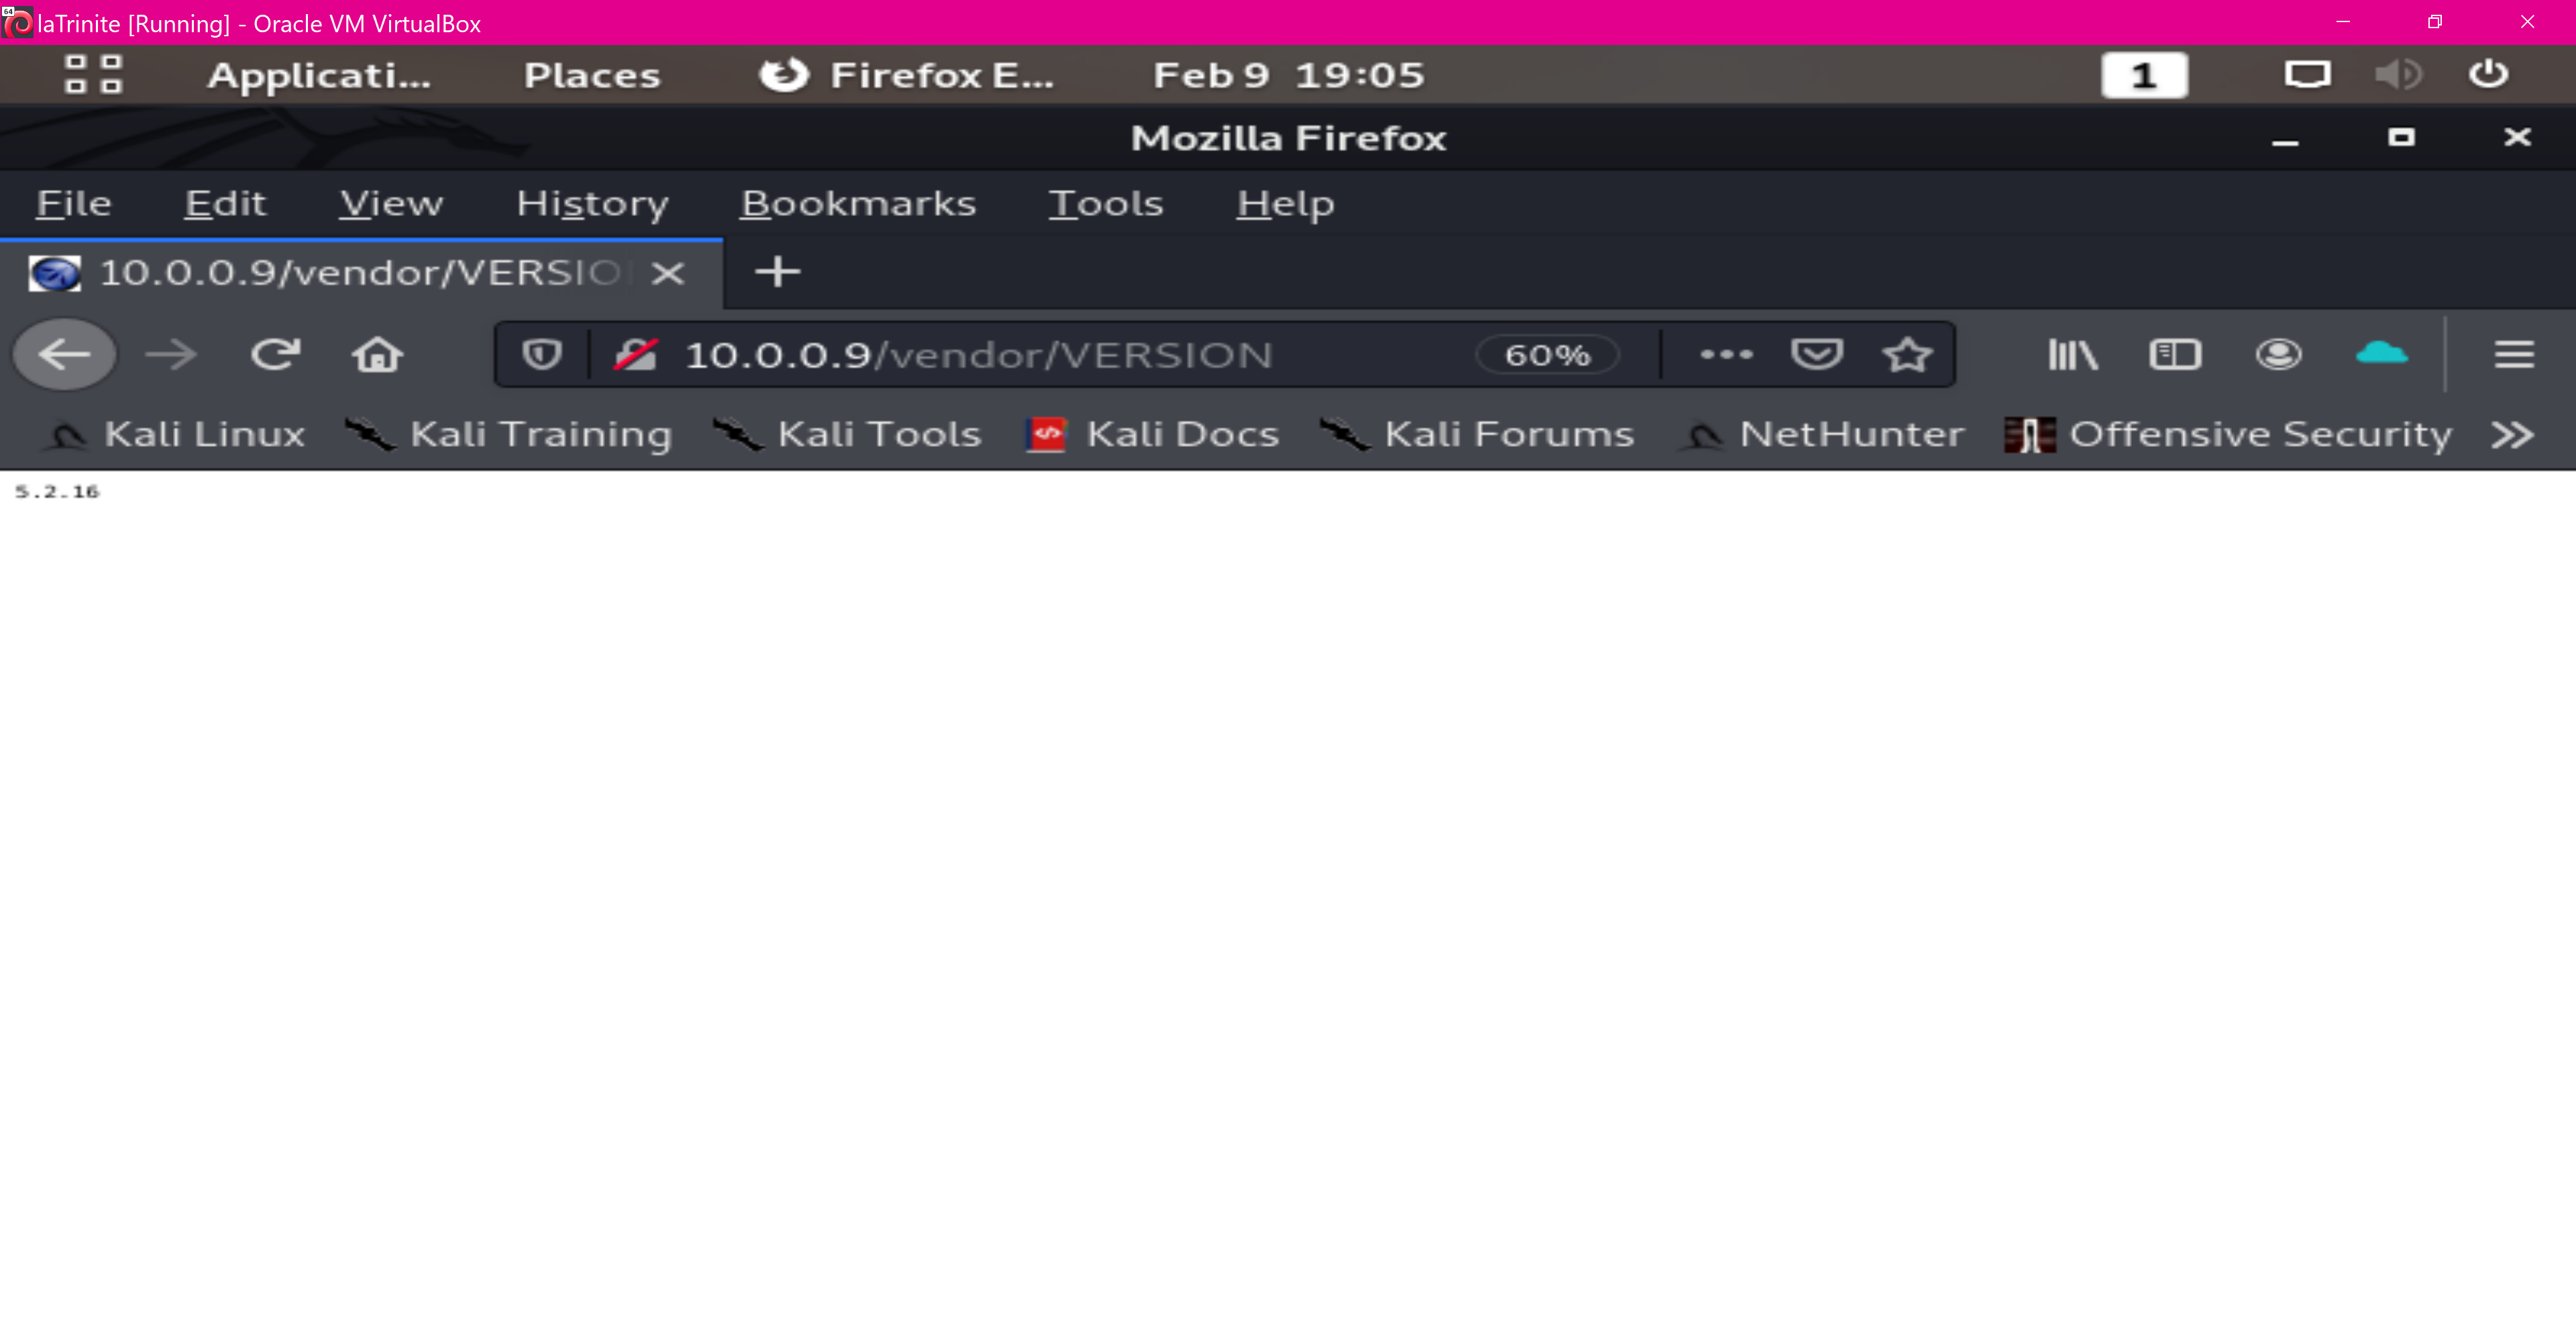 64
laTrinite [Running] - Oracle VM VirtualBox
Applicati... Places Firefox E... Feb 9 19:05 1
Mozilla Firefox
File Edit View History Bookmarks Tools Help
10.0.0.9/vendor/VERSIO
10.0.0.9/vendor/VERSION 60%
Kali Linux Kali Training Kali Tools Kali Docs Kali Forums NetHunter Offensive Security
5.2.16